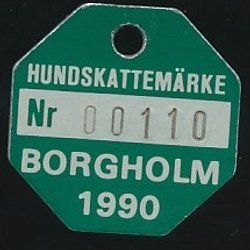 HUNDSKATTEMÄRKE
Nr 00110
BORGHOLM
1990